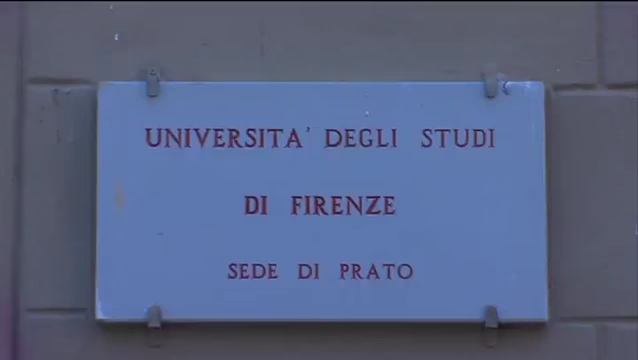 UNIVERSITA' DEGLI STUDI
DI FIRENZE
SEDE DI PRATO